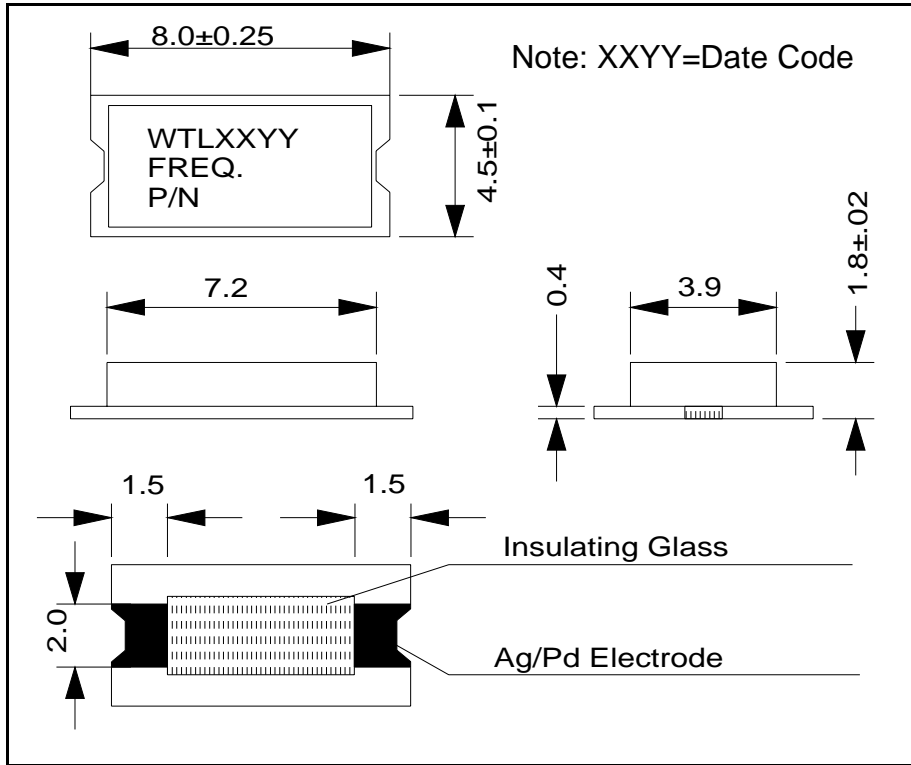 8.0±0.25
Note: XXYY=Date Code
WTLXXYY
FREQ.
P/N
4.5±0.1
7.2
0.4
3.9
1.8±.02
1.5
1.5
Insulating Glass
2.0
Ag/Pd Electrode